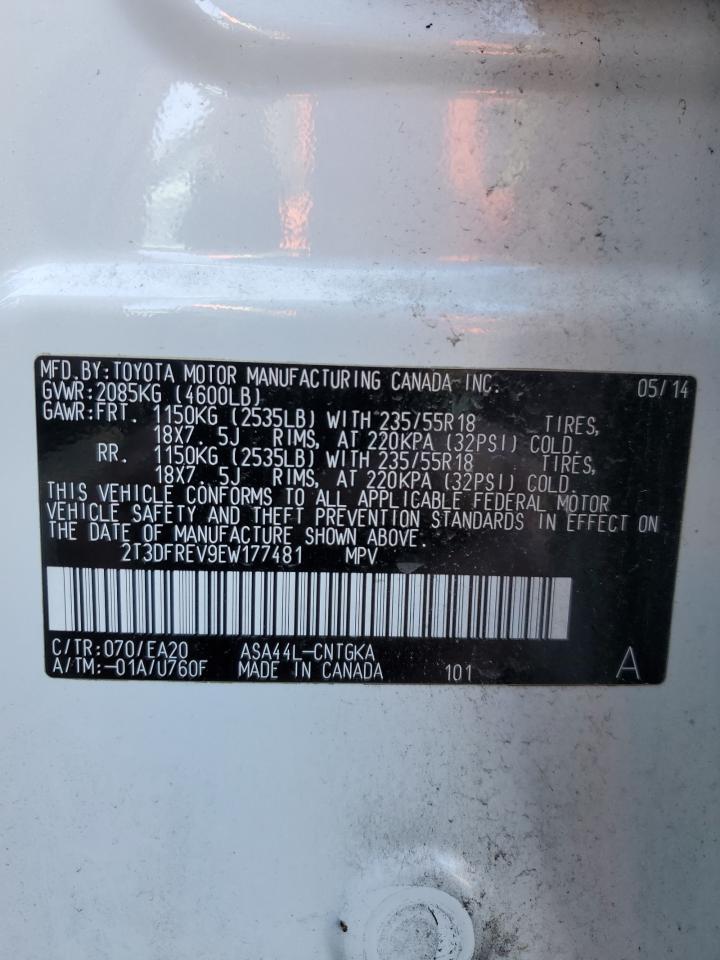 MFD.BY:TOYOTA MOTOR MANUFACTURING CANADA INC. 05/14
GVWR:2085KG (4600LB)
GAWR:FRT. 1150KG (2535LB) WITH 235/55R18 TIRES,
18X7.5J RIMS, AT 220KPA (32PSI) COLD.
RR. 1150KG (2535LB) WITH 235/55R18 TIRES,
18X7.5J RIMS, AT 220KPA (32PSI) COLD.
THIS VEHICLE CONFORMS TO ALL APPLICABLE FEDERAL MOTOR
VEHICLE SAFETY AND THEFT PREVENTION STANDARDS IN EFFECT ON
THE DATE OF MANUFACTURE SHOWN ABOVE.
2T3DFREV9EW177481 MPV
C/TR:070/EA20 ASA44L-CNTGKA
A/TM:-01A/U760F MADE IN CANADA 101 A